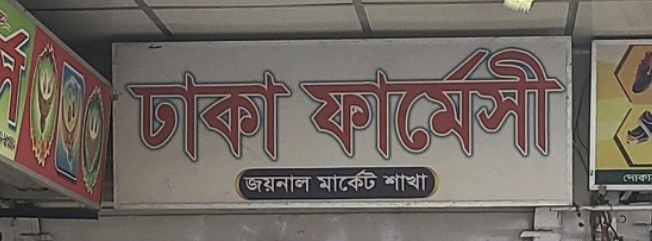 ঢাকা ফার্মেসী
জয়নাল মার্কেট শাখা